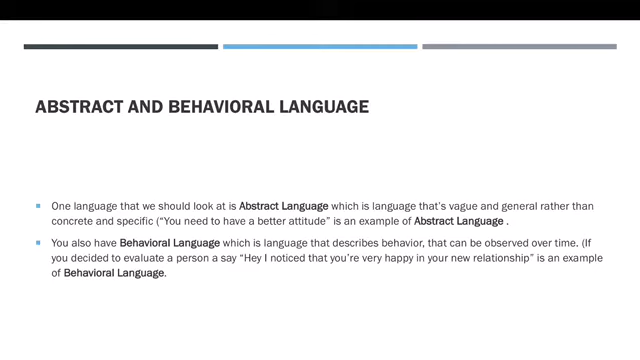 ABSTRACT AND BEHAVIORAL LANGUAGE
One language that we should look at is Abstract Language which is language that's vague and general rather than
concrete and specific (“You need to have a better attitude” is an example of Abstract Language .
You also have Behavioral Language which is language that describes behavior, that can be observed over time. (If
you decided to evaluate a person a say “Hey I noticed that you're very happy in your new relationship” is an example
of Behavioral Language.